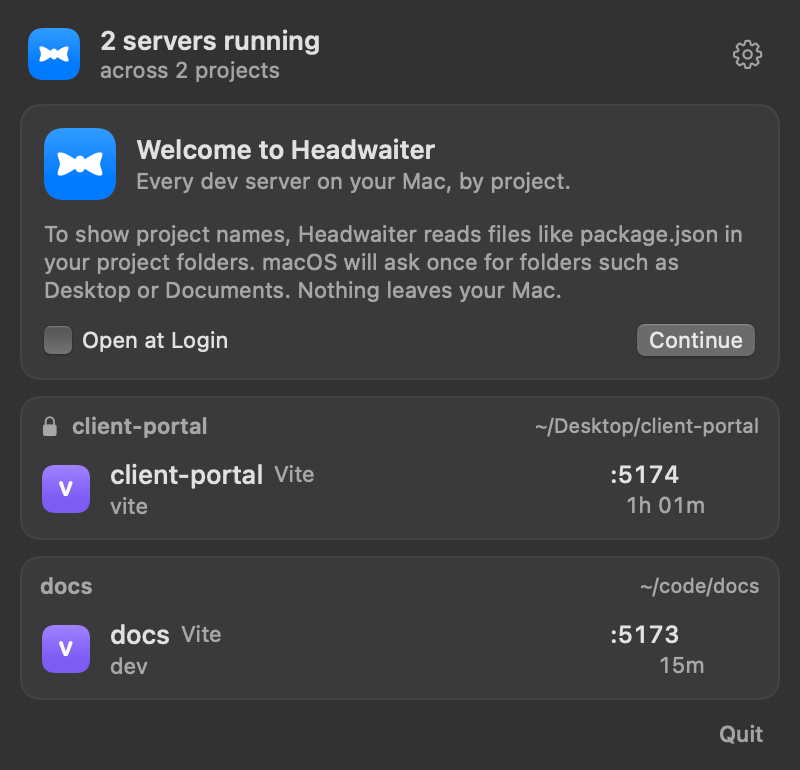 2 servers running
across 2 projects
Welcome to Headwaiter
Every dev server on your Mac, by project.
To show project names, Headwaiter reads files like package.json in
your project folders. macOS will ask once for folders such as
Desktop or Documents. Nothing leaves your Mac.
Open at Login
Continue
client-portal ~/Desktop/client-portal
V client-portal Vite :5174
vite 1h 01m
docs ~/code/docs
V docs Vite :5173
dev 15m
Quit